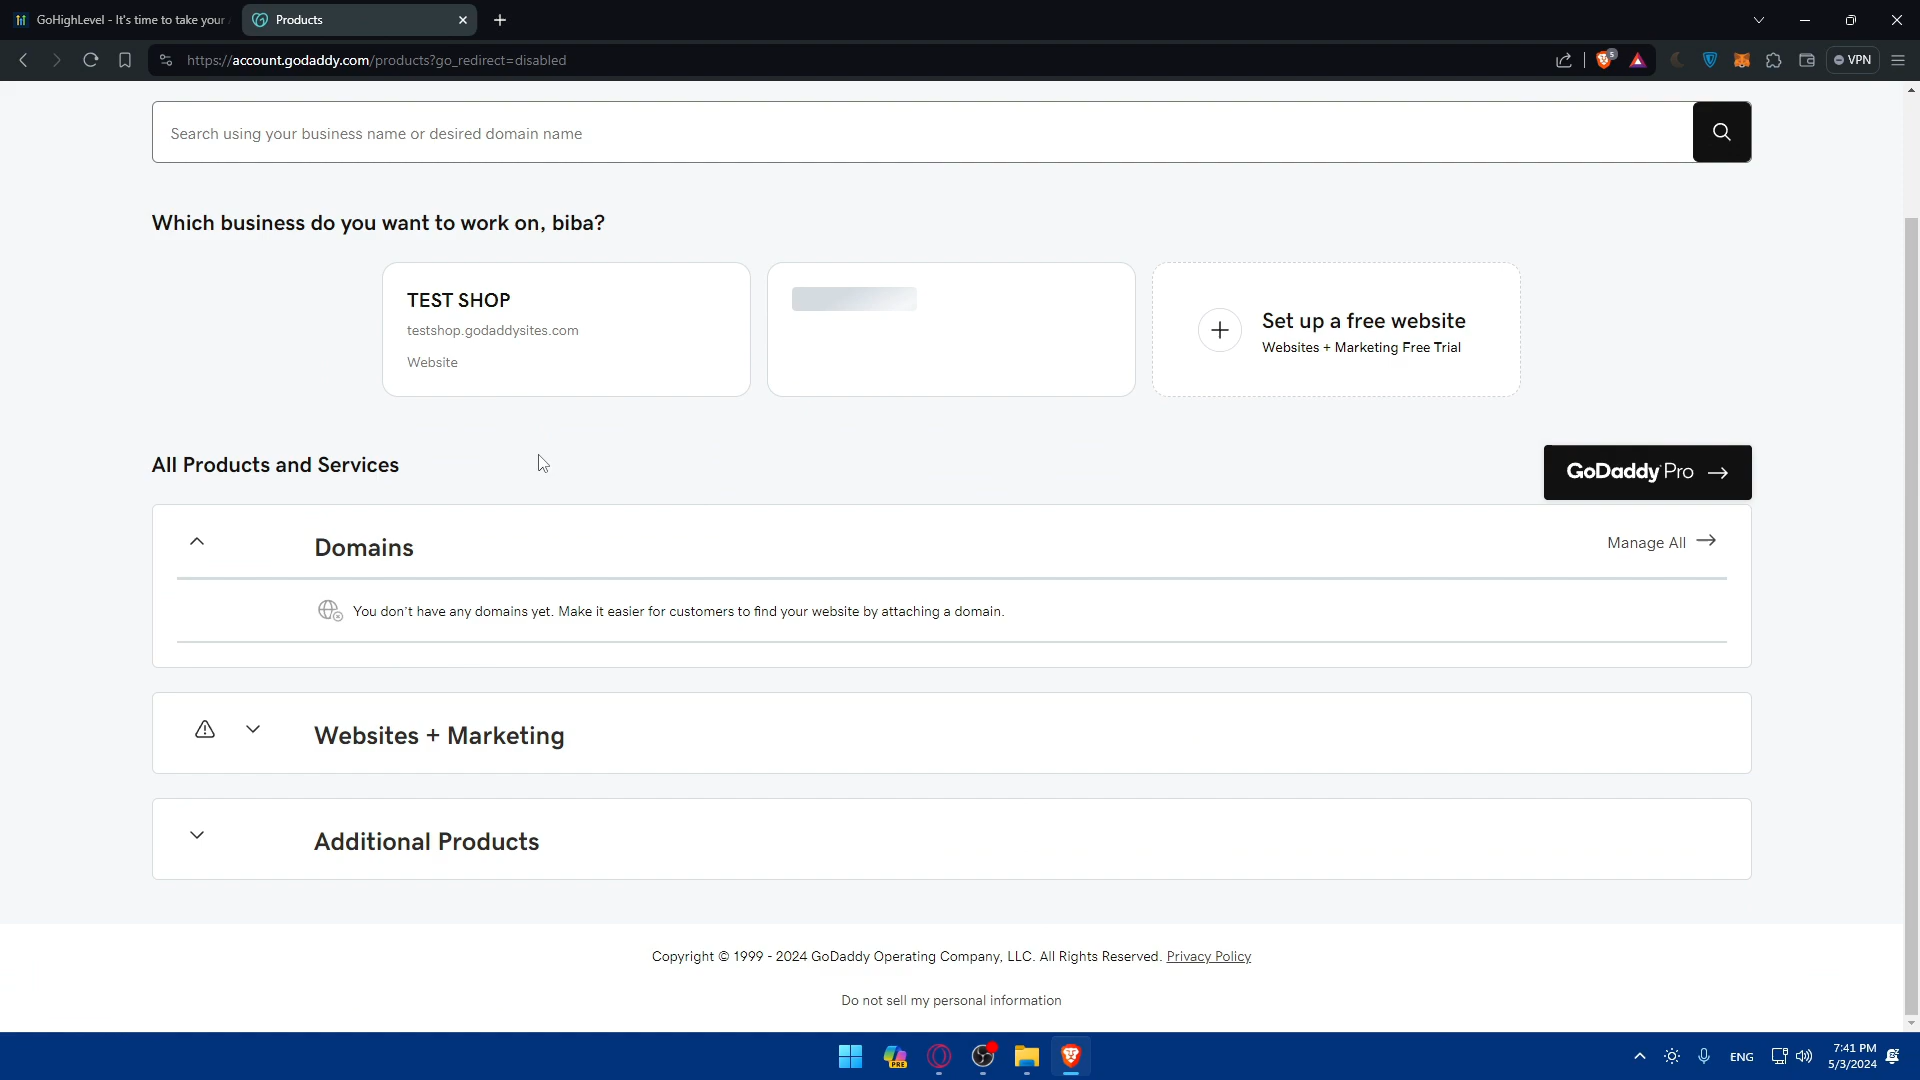 GoHighLevel - It's time to take your
Products
https://account.godaddy.com/products?go_redirect=disabled
5
VPN
Search using your business name or desired domain name
Which business do you want to work on, biba?
TEST SHOP
testshop.godaddysites.com
Website
Set up a free website
Websites + Marketing Free Trial
All Products and Services
GoDaddy Pro
Domains
Manage All
You don't have any domains yet. Make it easier for customers to find your website by attaching a domain.
Websites + Marketing
Additional Products
Copyright © 1999 - 2024 GoDaddy Operating Company, LLC. All Rights Reserved. Privacy Policy
Do not sell my personal information
PRE
ENG
7:41 PM
5/3/2024